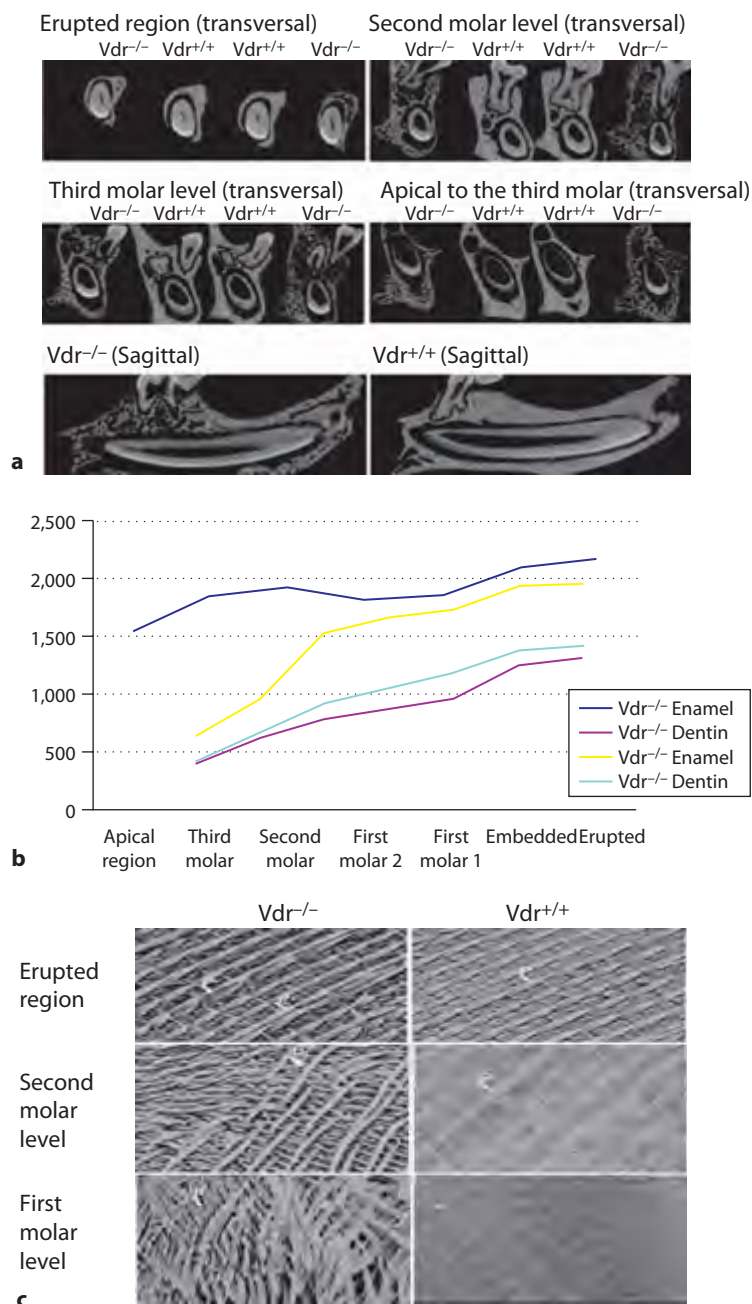 Erupted region (transversal)
Vdr–/– Vdr+/+ Vdr+/+ Vdr–/–
Second molar level (transversal)
Vdr–/– Vdr+/+ Vdr+/+ Vdr–/–
Third molar level (transversal)
Vdr–/– Vdr+/+ Vdr+/+ Vdr–/–
Apical to the third molar (transversal)
Vdr–/– Vdr+/+ Vdr+/+ Vdr–/–
Vdr–/– (Sagittal)
Vdr+/+ (Sagittal)
a
2,500
2,000
1,500
1,000
500
0
Vdr–/– Enamel
Vdr–/– Dentin
Vdr–/– Enamel
Vdr–/– Dentin
Apical region
Third molar
Second molar
First molar 2
First molar 1
Embedded
Erupted
b
Vdr–/–
Vdr+/+
Erupted
region
Second
molar
level
First
molar
level
c